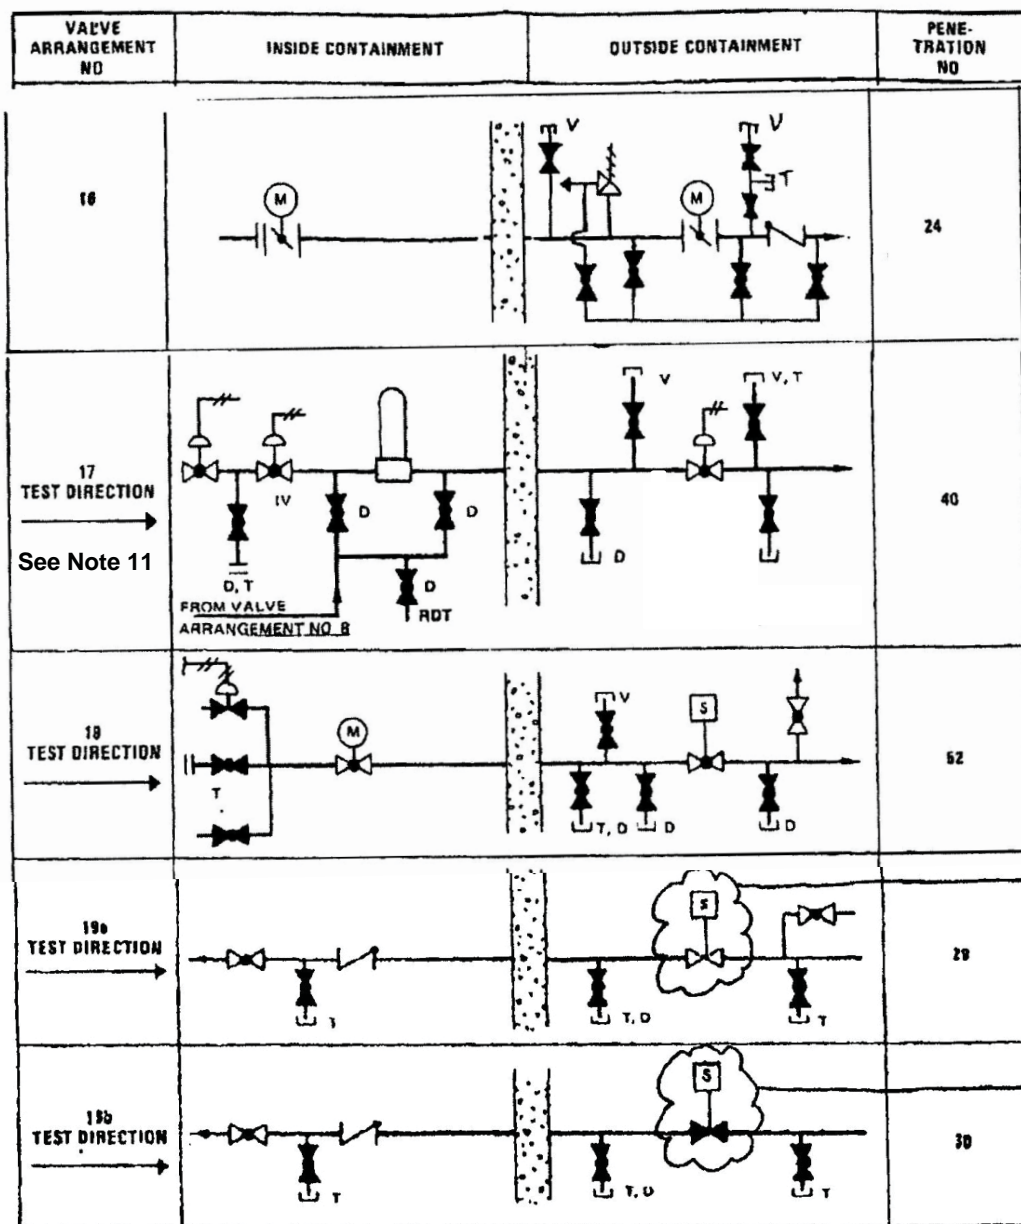 VALVE
ARRANGEMENT
NO
INSIDE CONTAINMENT
OUTSIDE CONTAINMENT
PENE-
TRATION
NO
16
M
V
M
V
T
24
17
TEST DIRECTION
See Note 11
IV
D
D
D, T
D
RDT
FROM VALVE
ARRANGEMENT NO 8
V
V, T
D
40
18
TEST DIRECTION
T
M
V
S
T, D
D
D
52
19a
TEST DIRECTION
T
S
T, D
T
29
19b
TEST DIRECTION
T
S
T, D
T
30